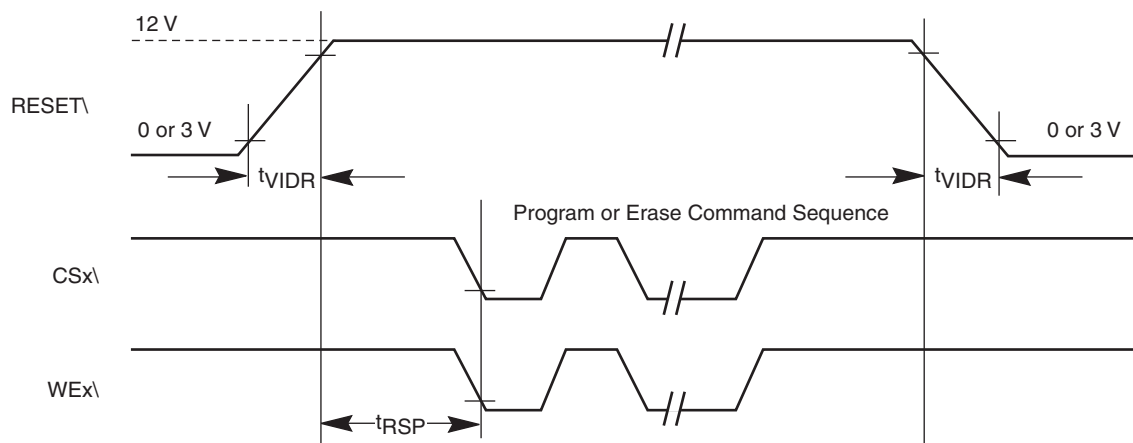 12 V
RESET\
0 or 3 V
0 or 3 V
tVIDR
tVIDR
Program or Erase Command Sequence
CSx\
WEx\
tRSP